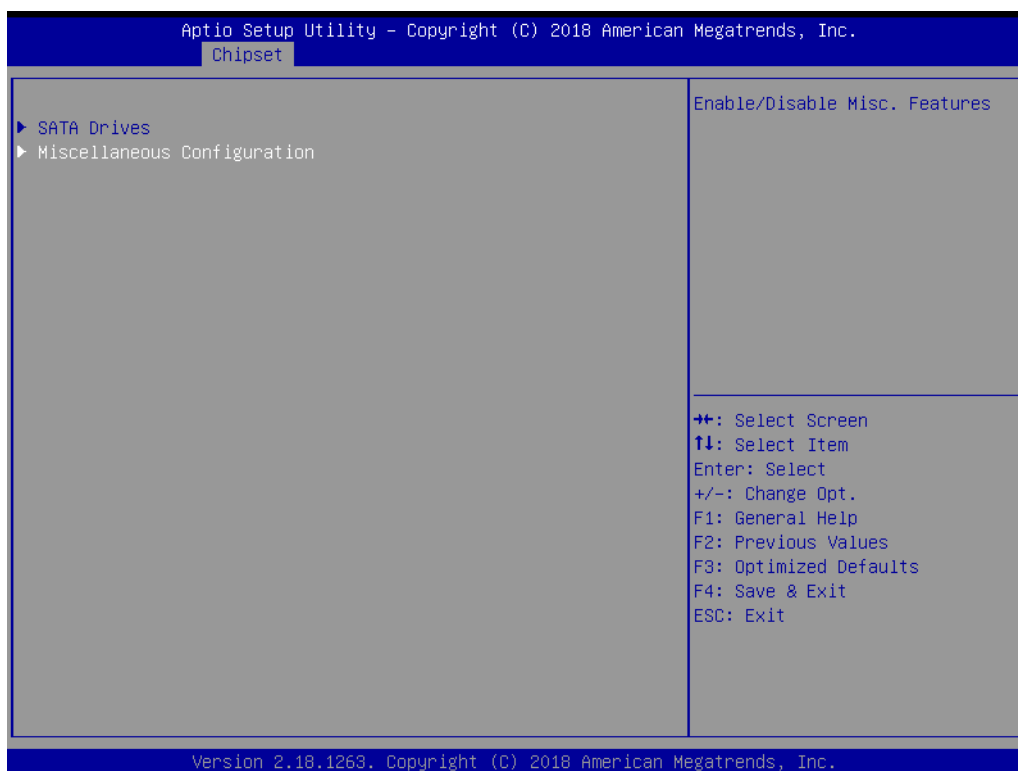 Aptio Setup Utility – Copyright (C) 2018 American Megatrends, Inc.
Chipset
SATA Drives
Miscellaneous Configuration
Enable/Disable Misc. Features
→←: Select Screen
↑↓: Select Item
Enter: Select
+/-: Change Opt.
F1: General Help
F2: Previous Values
F3: Optimized Defaults
F4: Save & Exit
ESC: Exit
Version 2.18.1263. Copyright (C) 2018 American Megatrends, Inc.